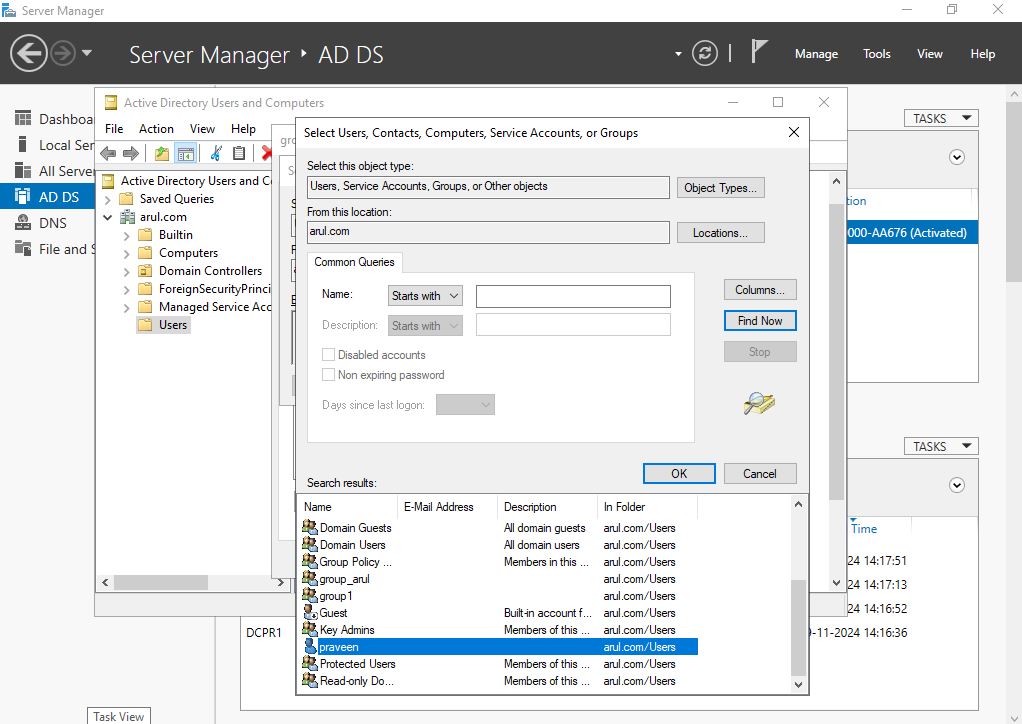 Server Manager
Server Manager ‣ AD DS
Manage Tools View Help
Dashboa
Local Ser
All Server
AD DS
DNS
File and S
Active Directory Users and Computers
File Action View Help
Active Directory Users and C
Saved Queries
arul.com
Builtin
Computers
Domain Controllers
ForeignSecurityPrinci
Managed Service Acc
Users
Select Users, Contacts, Computers, Service Accounts, or Groups
Select this object type:
Users, Service Accounts, Groups, or Other objects
Object Types...
From this location:
arul.com
Locations...
Common Queries
Name: Starts with
Description: Starts with
Disabled accounts
Non expiring password
Days since last logon:
Columns...
Find Now
Stop
OK Cancel
Search results:
Name E-Mail Address Description In Folder
Domain Guests All domain guests arul.com/Users
Domain Users All domain users arul.com/Users
Group Policy ... Members in this ... arul.com/Users
group_arul arul.com/Users
group1 arul.com/Users
Guest Built-in account f... arul.com/Users
Key Admins Members of this ... arul.com/Users
praveen arul.com/Users
Protected Users Members of this ... arul.com/Users
Read-only Do... Members of this ... arul.com/Users
TASKS
tion
000-AA676 (Activated)
TASKS
Time
24 14:17:51
24 14:17:13
24 14:16:52
DCPR1 9-11-2024 14:16:36
Task View